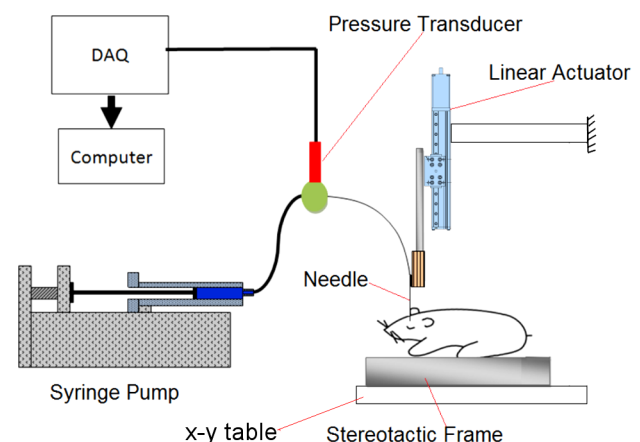 Pressure Transducer
DAQ
Linear Actuator
Computer
Needle
Syringe Pump
x-y table
Stereotactic Frame